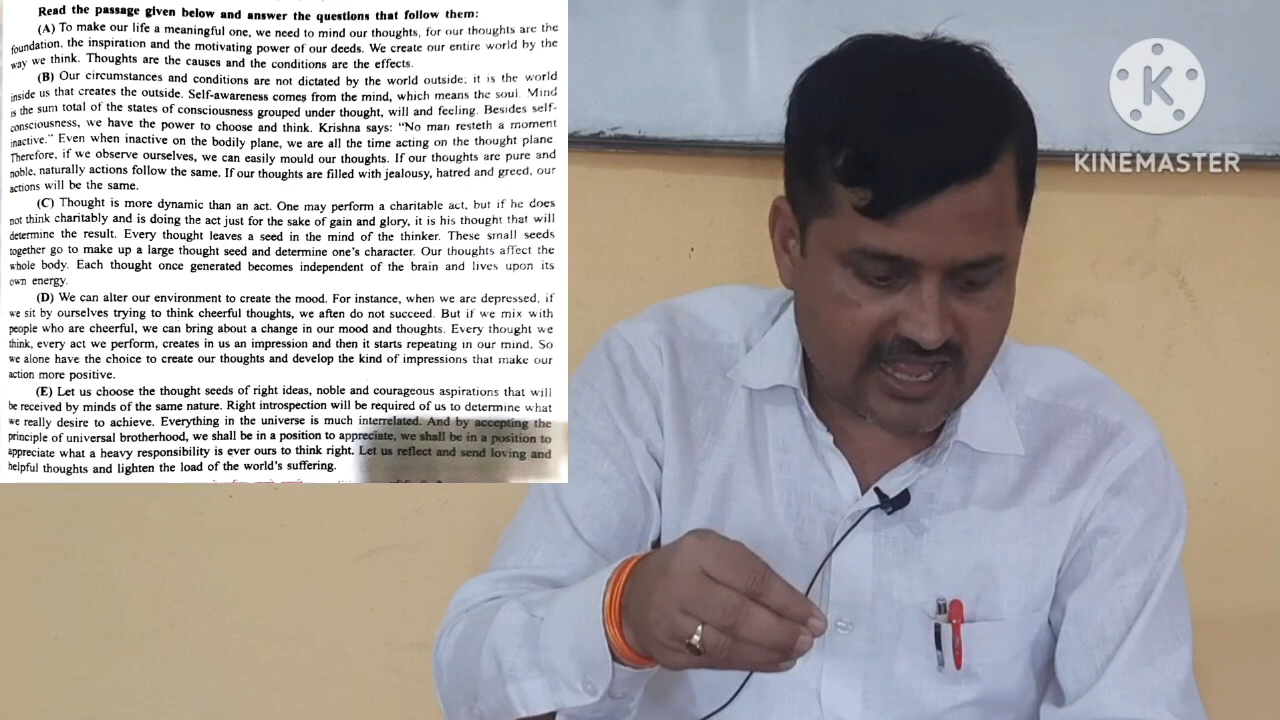 Read the passage given below and answer the questions that follow them:
(A) To make our life a meaningful one, we need to mind our thoughts, for our thoughts are the
foundation, the inspiration and the motivating power of our deeds. We create our entire world by the
way we think. Thoughts are the causes and the conditions are the effects.
(B) Our circumstances and conditions are not dictated by the world outside; it is the world
inside us that creates the outside. Self-awareness comes from the mind, which means the soul. Mind
is the sum total of the states of consciousness grouped under thought, will and feeling. Besides self-
consciousness, we have the power to choose and think. Krishna says: “No man resteth a moment
inactive.” Even when inactive on the bodily plane, we are all the time acting on the thought plane.
Therefore, if we observe ourselves, we can easily mould our thoughts. If our thoughts are pure and
noble, naturally actions follow the same. If our thoughts are filled with jealousy, hatred and greed, our
actions will be the same.
(C) Thought is more dynamic than an act. One may perform a charitable act, but if he does
not think charitably and is doing the act just for the sake of gain and glory, it is his thought that will
determine the result. Every thought leaves a seed in the mind of the thinker. These small seeds
together go to make up a large thought seed and determine one's character. Our thoughts affect the
whole body. Each thought once generated becomes independent of the brain and lives upon its
own energy.
(D) We can alter our environment to create the mood. For instance, when we are depressed, if
we sit by ourselves trying to think cheerful thoughts, we aften do not succeed. But if we mix with
people who are cheerful, we can bring about a change in our mood and thoughts. Every thought we
think, every act we perform, creates in us an impression and then it starts repeating in our mind. So
we alone have the choice to create our thoughts and develop the kind of impressions that make our
action more positive.
(E) Let us choose the thought seeds of right ideas, noble and courageous aspirations that will
be received by minds of the same nature. Right introspection will be required of us to determine what
we really desire to achieve. Everything in the universe is much interrelated. And by accepting the
principle of universal brotherhood, we shall be in a position to appreciate, we shall be in a position to
appreciate what a heavy responsibility is ever ours to think right. Let us reflect and send loving and
helpful thoughts and lighten the load of the world's suffering.
K
KINEMASTER